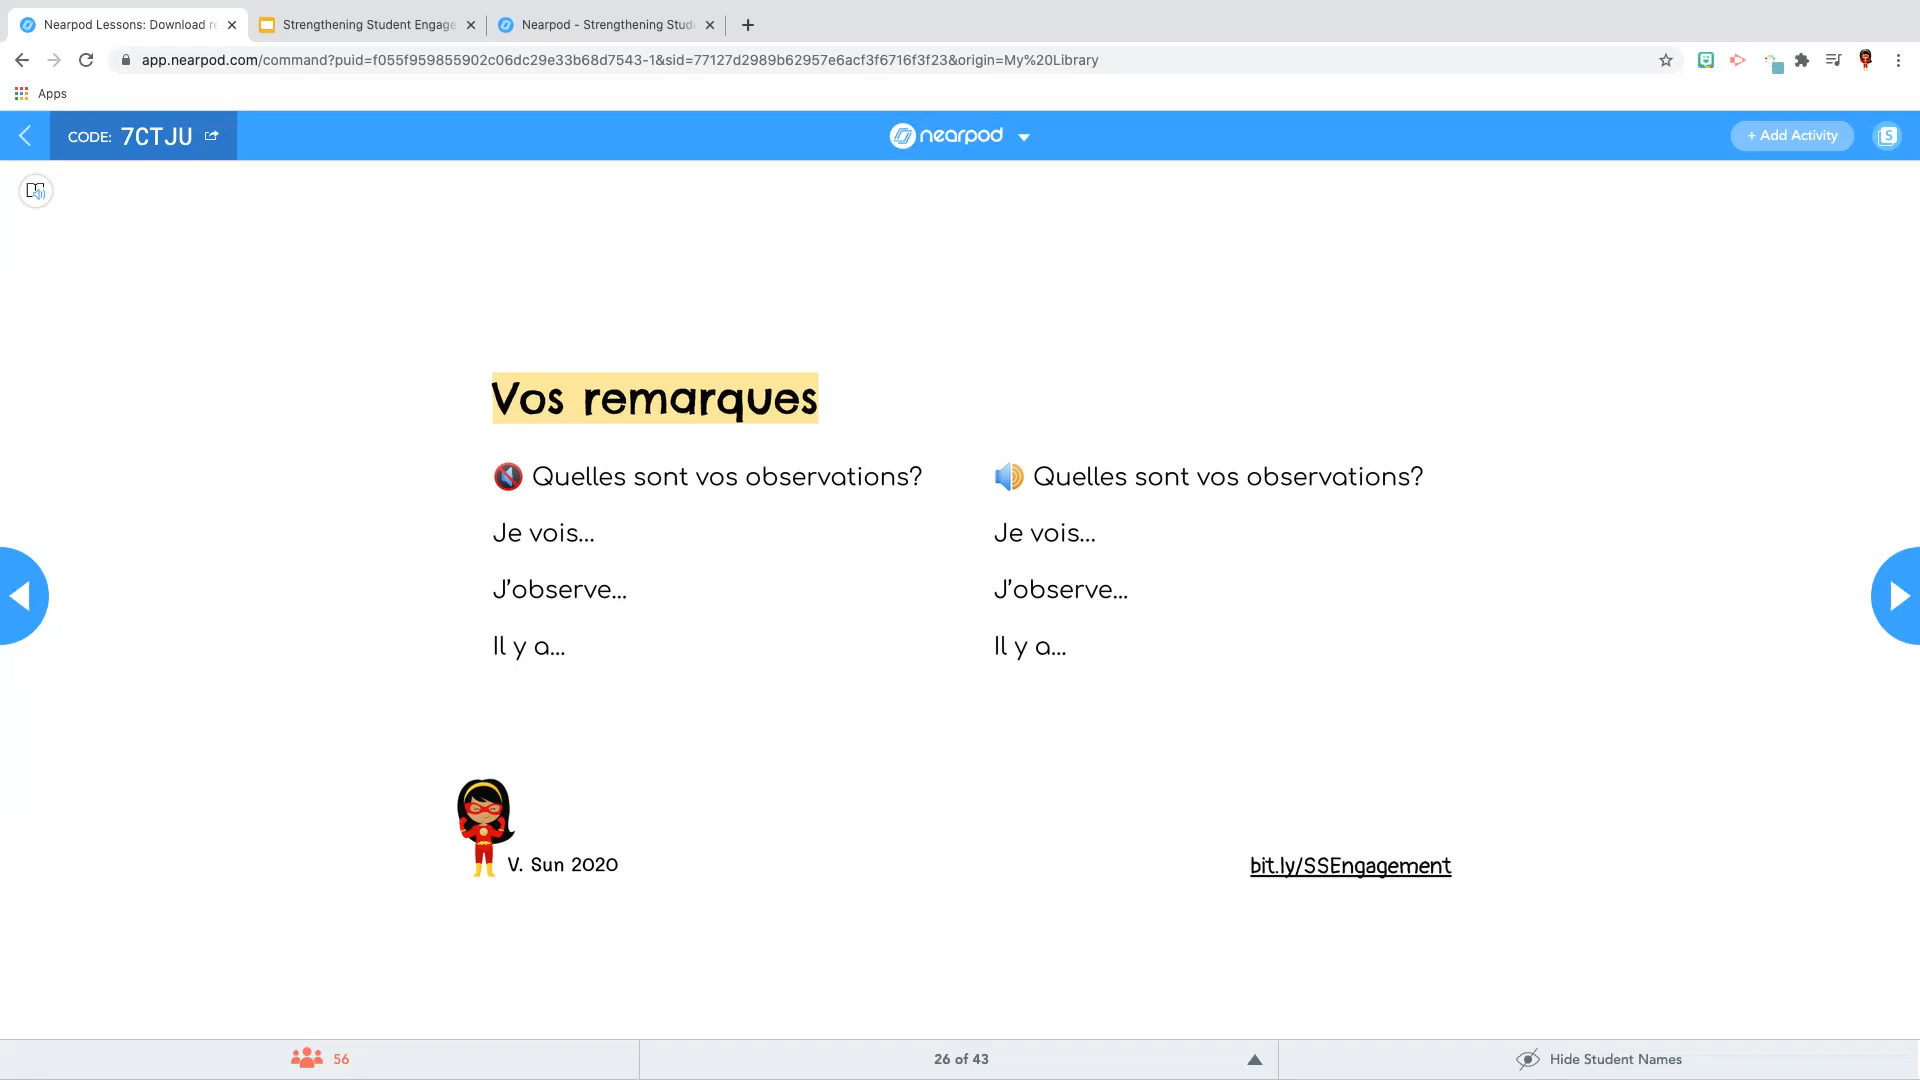 Nearpod Lessons: Download re
Strengthening Student Engage
Nearpod - Strengthening Stude
app.nearpod.com/command?puid=f055f959855902c06dc29e33b68d7543-1&sid=77127d2989b62957e6acf3f6716f3f23&origin=My%20Library
Apps
CODE: 7CTJU
nearpod
+ Add Activity
S
Vos remarques
Quelles sont vos observations?
Je vois...
J'observe...
Il y a...
Quelles sont vos observations?
Je vois...
J'observe...
Il y a...
V. Sun 2020
bit.ly/SSEngagement
56
26 of 43
Hide Student Names